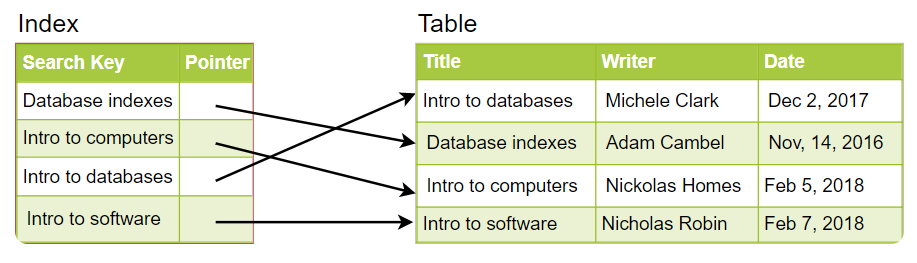 Index
Search Key Pointer
Database indexes
Intro to computers
Intro to databases
Intro to software
Table
Title Writer Date
Intro to databases Michele Clark Dec 2, 2017
Database indexes Adam Cambel Nov, 14, 2016
Intro to computers Nickolas Homes Feb 5, 2018
Intro to software Nicholas Robin Feb 7, 2018